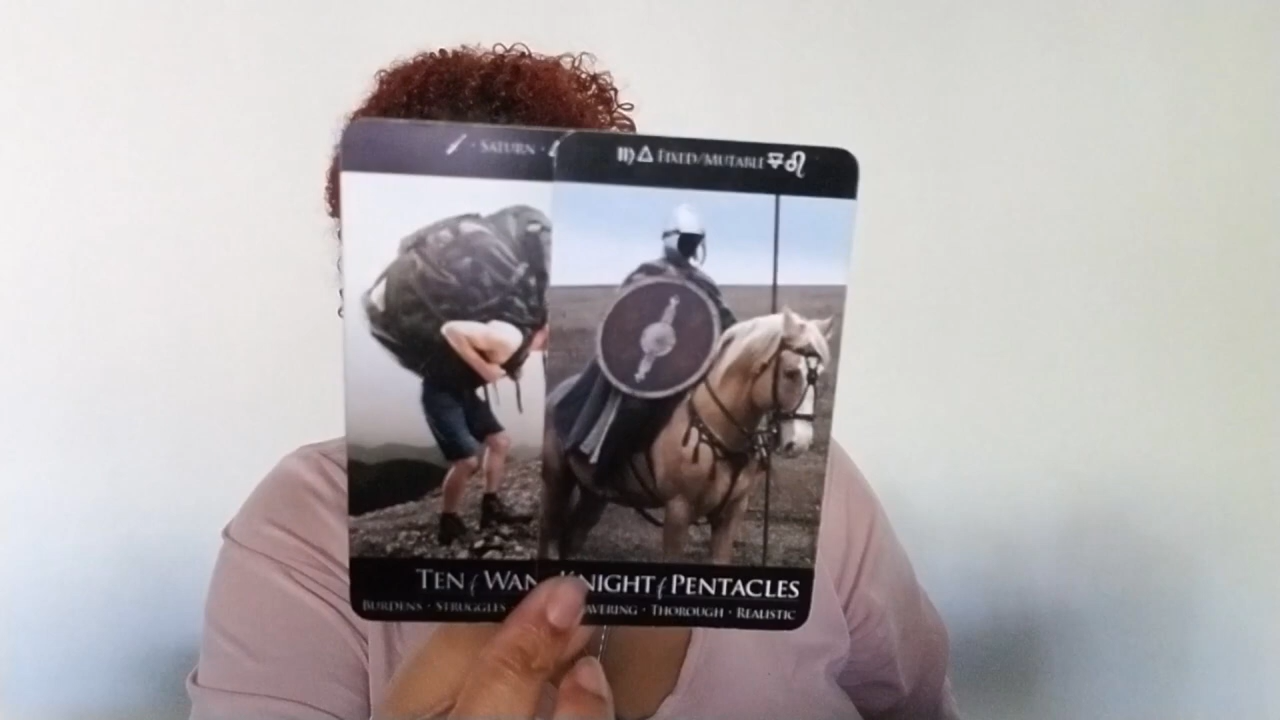 · SATURN ·
FIXED/MUTABLE
TEN of WAN
KNIGHT of PENTACLES
BURDENS · STRUGGLES
AVERING · THOROUGH · REALISTIC